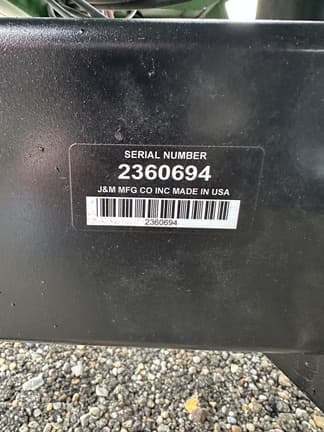 SERIAL NUMBER
2360694
J&M MFG CO INC MADE IN USA
2360694